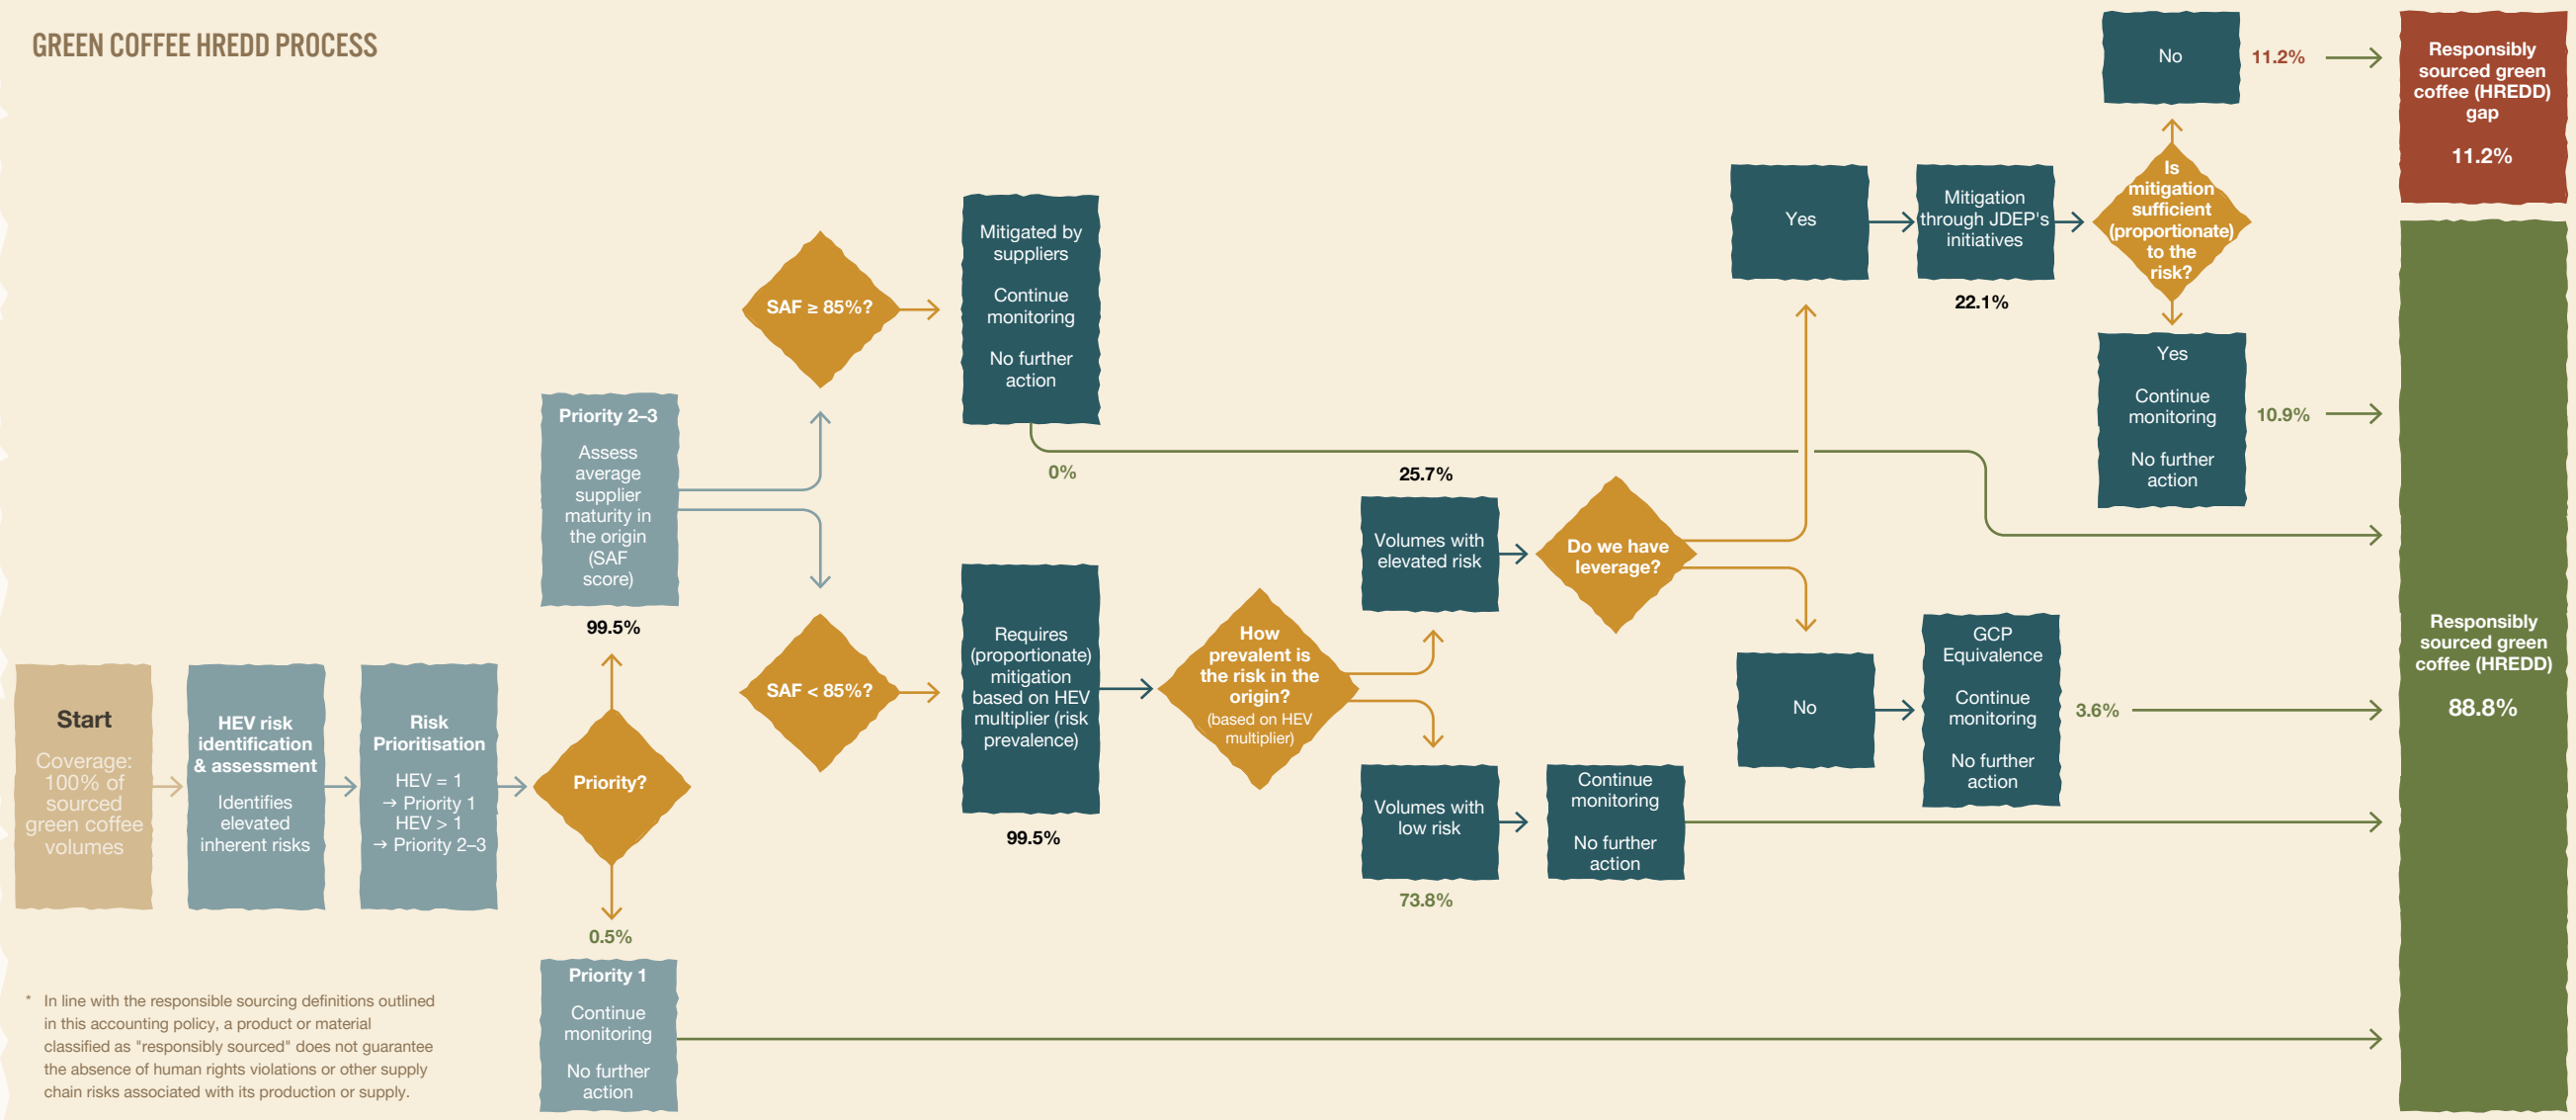 GREEN COFFEE HREDD PROCESS
Start
Coverage:
100% of
sourced
green coffee
volumes
HEV risk
identification
& assessment
Identifies
elevated
inherent risks
Risk
Prioritisation
HEV = 1
→ Priority 1
HEV > 1
→ Priority 2–3
Priority?
Priority 2–3
Assess
average
supplier
maturity in
the origin
(SAF
score)
99.5%
0.5%
Priority 1
Continue
monitoring
No further
action
SAF ≥ 85%?
Mitigated by
suppliers
Continue
monitoring
No further
action
0%
SAF < 85%?
Requires
(proportionate)
mitigation
based on HEV
multiplier (risk
prevalence)
99.5%
How
prevalent is
the risk in the
origin?
(based on HEV
multiplier)
25.7%
Volumes with
elevated risk
Volumes with
low risk
73.8%
Continue
monitoring
No further
action
Do we have
leverage?
Yes
Mitigation
through JDEP's
initiatives
22.1%
Is
mitigation
sufficient
(proportionate)
to the
risk?
No
11.2%
Yes
Continue
monitoring
No further
action
10.9%
No
GCP
Equivalence
Continue
monitoring
No further
action
3.6%
Responsibly
sourced green
coffee (HREDD)
gap
11.2%
Responsibly
sourced green
coffee (HREDD)
88.8%
* In line with the responsible sourcing definitions outlined
in this accounting policy, a product or material
classified as "responsibly sourced" does not guarantee
the absence of human rights violations or other supply
chain risks associated with its production or supply.